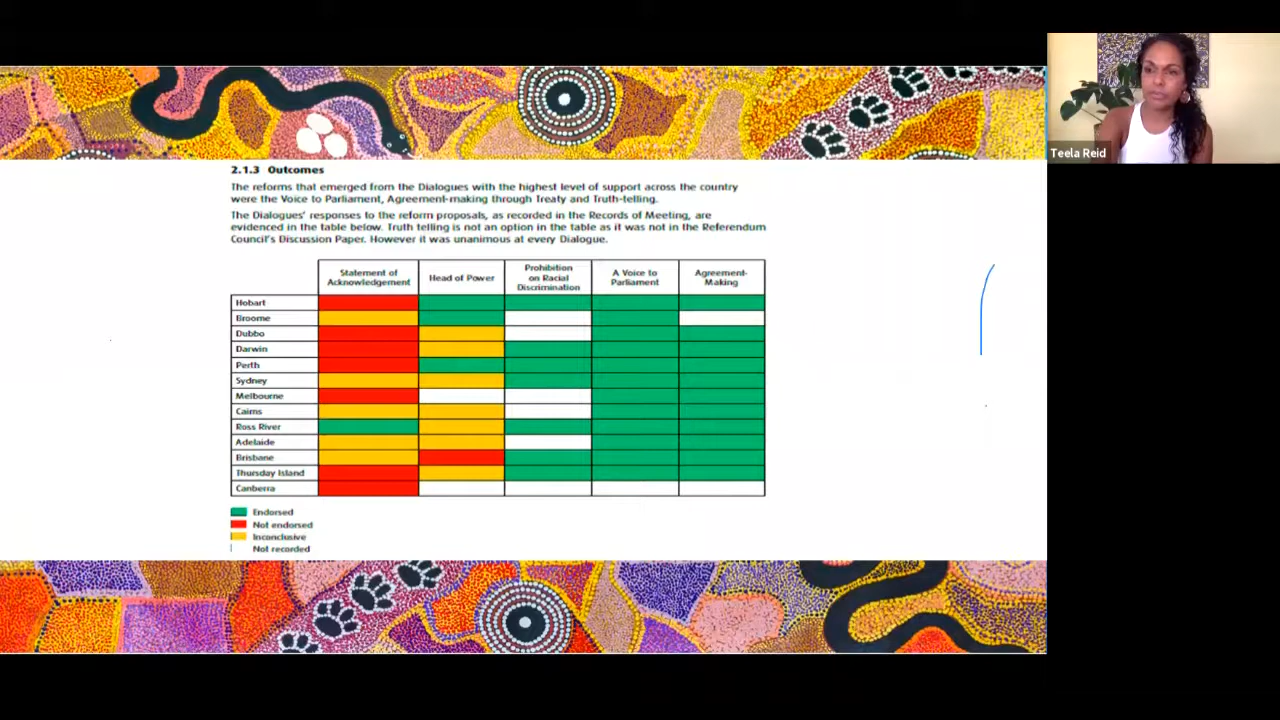 Teela Reid
2.1.3 Outcomes
The reforms that emerged from the Dialogues with the highest level of support across the country
were the Voice to Parliament, Agreement-making through Treaty and Truth-telling.
The Dialogues' responses to the reform proposals, as recorded in the Records of Meeting, are
evidenced in the table below. Truth telling is not an option in the table as it was not in the Referendum
Council's Discussion Paper. However it was unanimous at every Dialogue.
Statement of
Acknowledgement
Head of Power
Prohibition
on Racial
Discrimination
A Voice to
Parliament
Agreement-
Making
Hobart
Broome
Dubbo
Darwin
Perth
Sydney
Melbourne
Cairns
Ross River
Adelaide
Brisbane
Thursday Island
Canberra
Endorsed
Not endorsed
Inconclusive
Not recorded